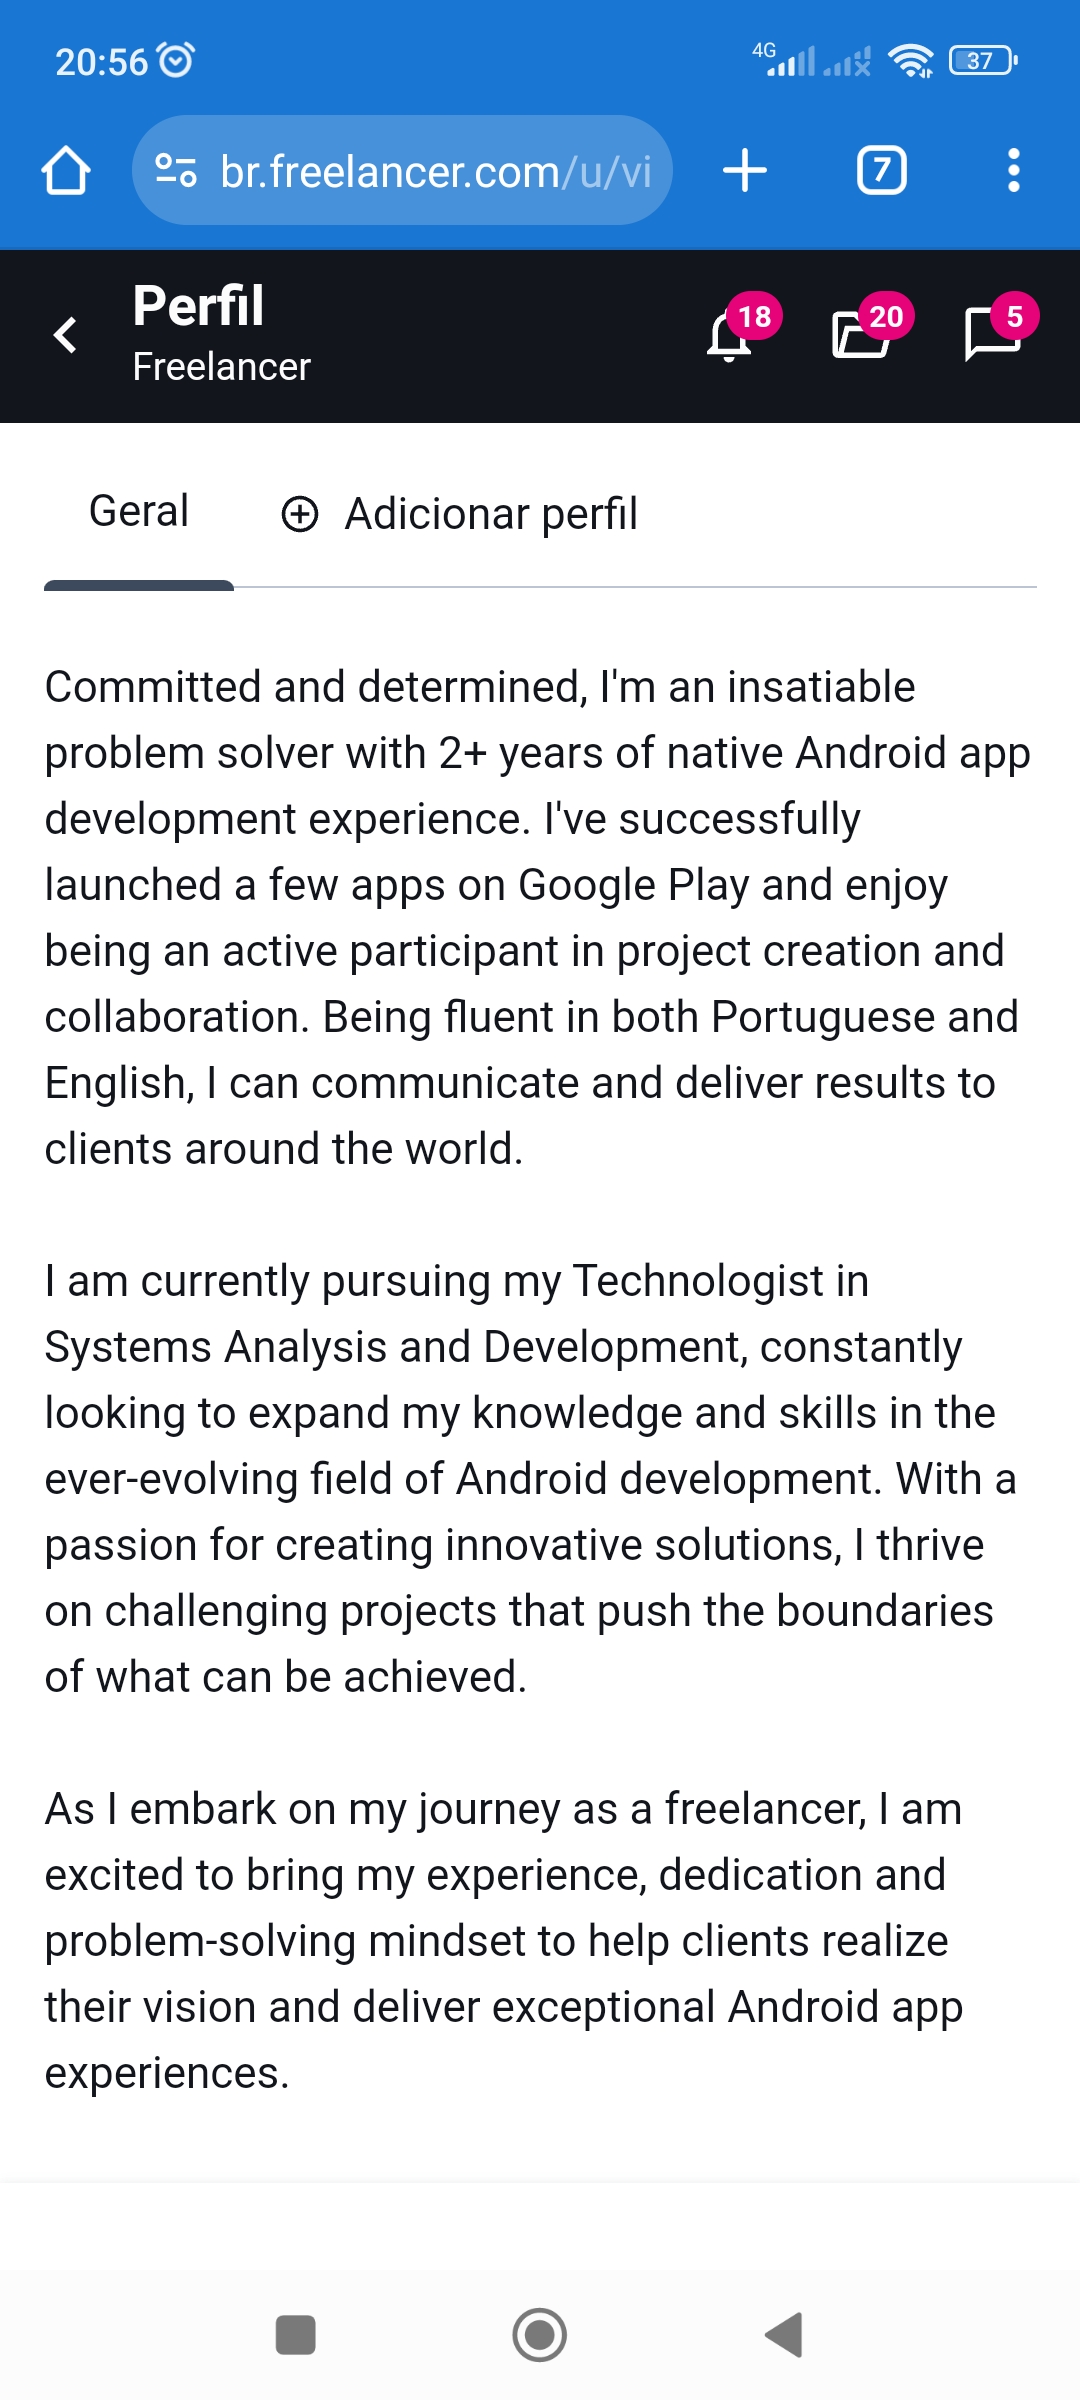 20:56
4G
37
br.freelancer.com/u/vi
7
Perfil
18
20
5
Freelancer
Geral
Adicionar perfil
Committed and determined, I'm an insatiable
problem solver with 2+ years of native Android app
development experience. I've successfully
launched a few apps on Google Play and enjoy
being an active participant in project creation and
collaboration. Being fluent in both Portuguese and
English, I can communicate and deliver results to
clients around the world.
I am currently pursuing my Technologist in
Systems Analysis and Development, constantly
looking to expand my knowledge and skills in the
ever-evolving field of Android development. With a
passion for creating innovative solutions, I thrive
on challenging projects that push the boundaries
of what can be achieved.
As I embark on my journey as a freelancer, I am
excited to bring my experience, dedication and
problem-solving mindset to help clients realize
their vision and deliver exceptional Android app
experiences.